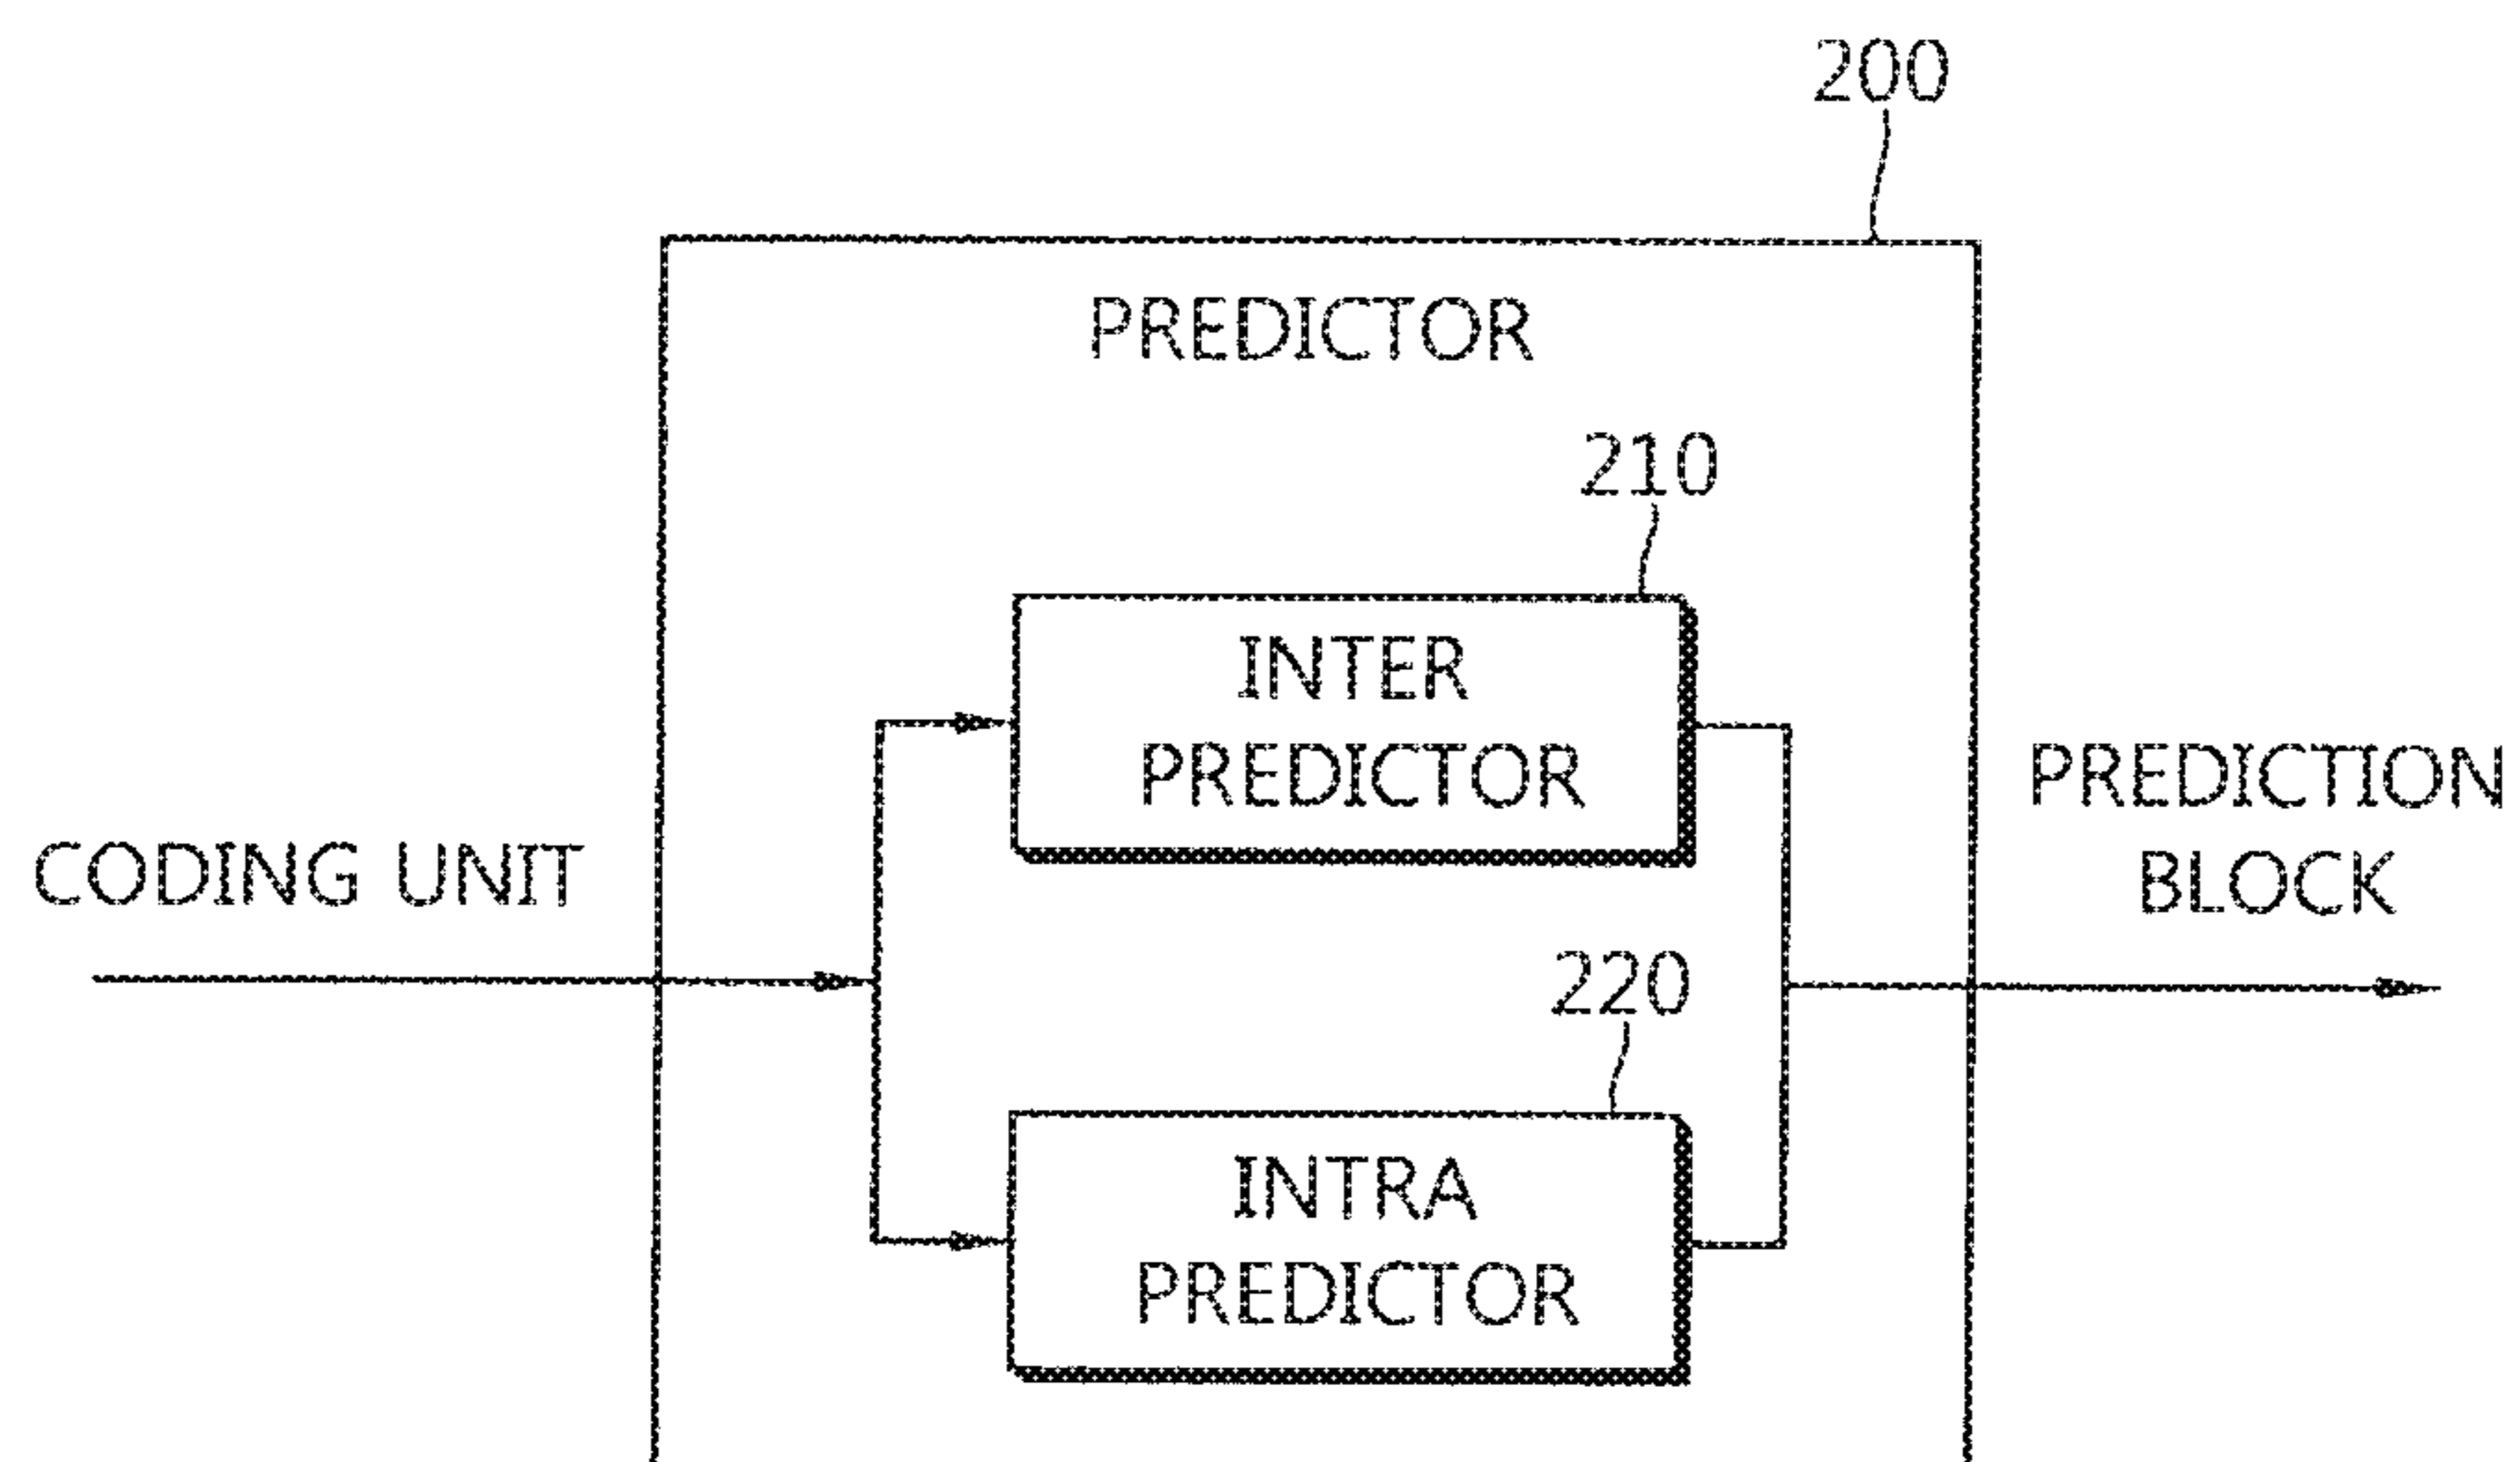 200
PREDICTOR
210
INTER
PREDICTOR
CODING UNIT
PREDICTION
BLOCK
220
INTRA
PREDICTOR